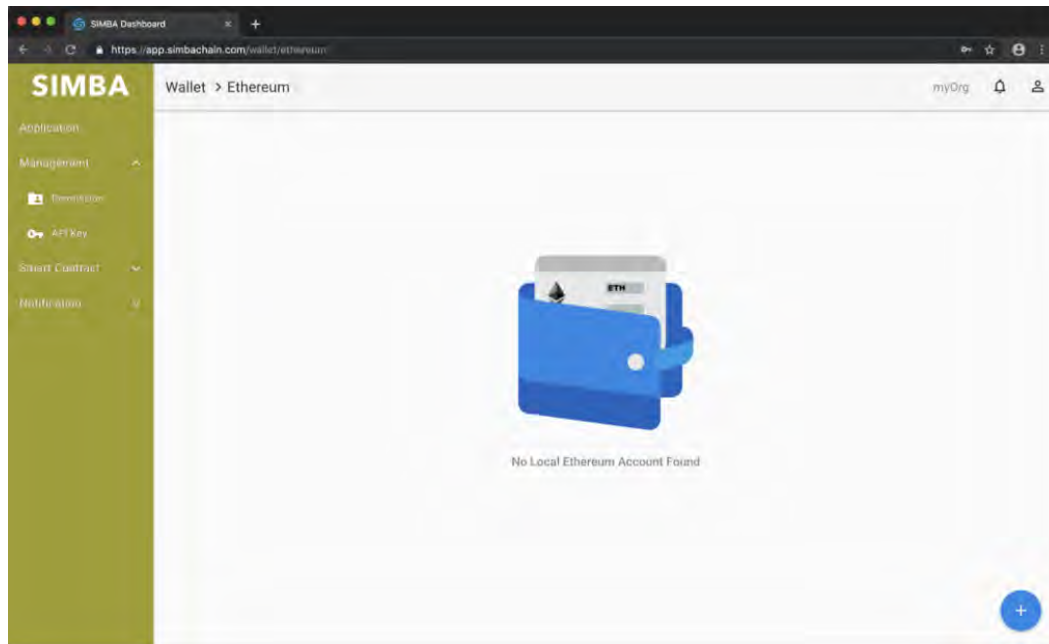 SIMBA Dashboard
https://app.simbachain.com/wallet/ethereum
SIMBA
Wallet > Ethereum
myOrg
Application
Management
API Key
Smart Contract
Notification
ETH
No Local Ethereum Account Found